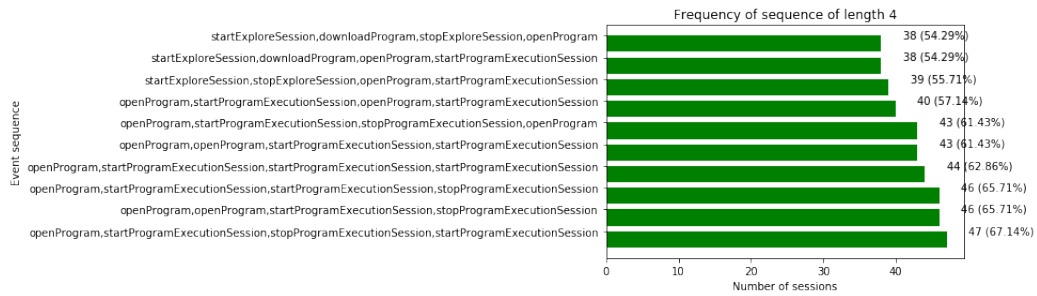 Frequency of sequence of length 4
startExploreSession,downloadProgram,stopExploreSession,openProgram 38 (54.29%)
startExploreSession,downloadProgram,openProgram,startProgramExecutionSession 38 (54.29%)
startExploreSession,stopExploreSession,openProgram,startProgramExecutionSession 39 (55.71%)
openProgram,startProgramExecutionSession,openProgram,startProgramExecutionSession 40 (57.14%)
openProgram,startProgramExecutionSession,stopProgramExecutionSession,openProgram 43 (61.43%)
openProgram,openProgram,startProgramExecutionSession,startProgramExecutionSession 43 (61.43%)
openProgram,startProgramExecutionSession,startProgramExecutionSession,startProgramExecutionSession 44 (62.86%)
openProgram,startProgramExecutionSession,startProgramExecutionSession,stopProgramExecutionSession 46 (65.71%)
openProgram,openProgram,startProgramExecutionSession,stopProgramExecutionSession 46 (65.71%)
openProgram,startProgramExecutionSession,stopProgramExecutionSession,startProgramExecutionSession 47 (67.14%)
Event sequence
0 10 20 30 40
Number of sessions